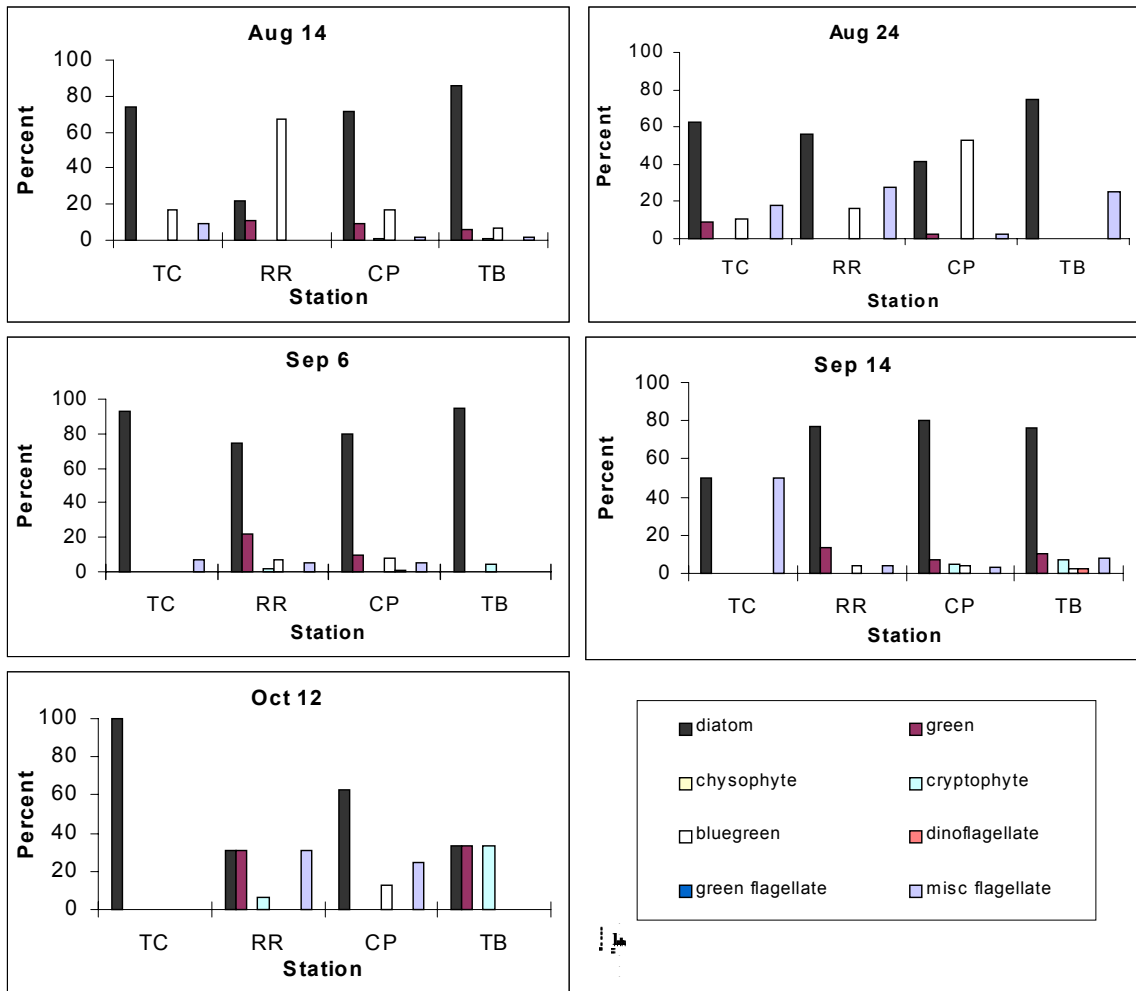 Aug 14
100
80
60
40
20
0
Percent
TC RR CP TB
Station
Aug 24
100
80
60
40
20
0
Percent
TC RR CP TB
Station
Sep 6
100
80
60
40
20
0
Percent
TC RR CP TB
Station
Sep 14
100
80
60
40
20
0
Percent
TC RR CP TB
Station
Oct 12
100
80
60
40
20
0
Percent
TC RR CP TB
Station
diatom green
chysophyte cryptophyte
bluegreen dinoflagellate
green flagellate misc flagellate